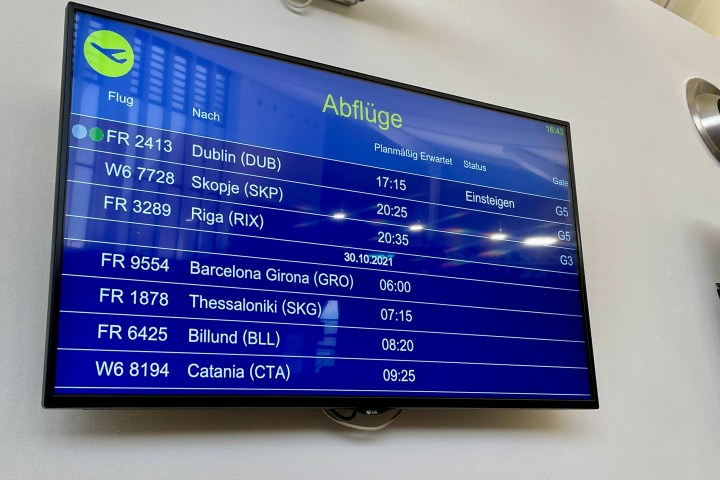 Abflüge
16:43
Flug Nach Planmäßig Erwartet Status Gate
FR 2413 Dublin (DUB) 17:15 Einsteigen G5
W6 7728 Skopje (SKP) 20:25 G5
FR 3289 Riga (RIX) 20:35 G3
30.10.2021
FR 9554 Barcelona Girona (GRO) 06:00
FR 1878 Thessaloniki (SKG) 07:15
FR 6425 Billund (BLL) 08:20
W6 8194 Catania (CTA) 09:25
LG